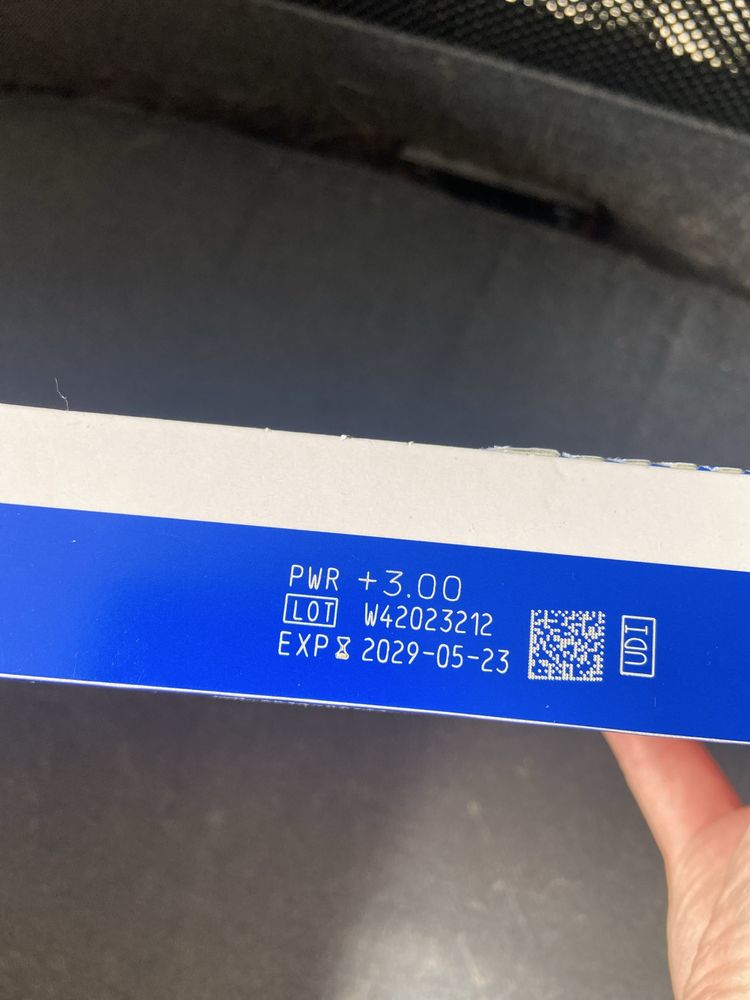 PWR +3.00
LOT W42023212
EXP 2029-05-23
UDI